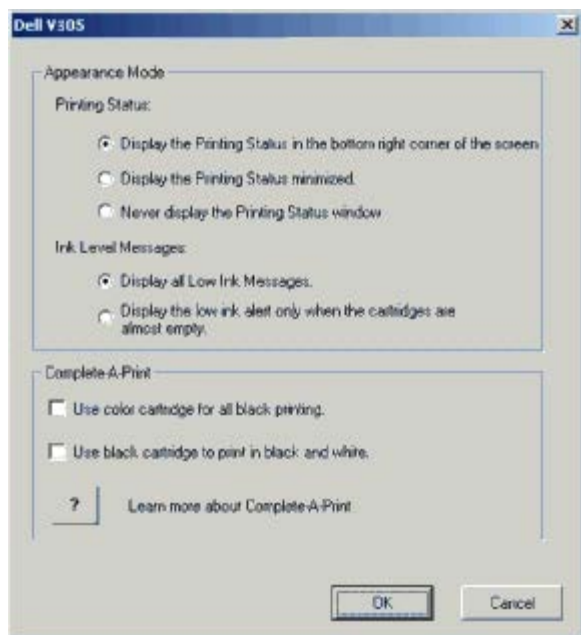 Dell V305
Appearance Mode
Printing Status:
Display the Printing Status in the bottom right corner of the screen
Display the Printing Status minimized.
Never display the Printing Status window
Ink Level Messages:
Display all Low Ink Messages.
Display the low ink alert only when the cartridges are
almost empty.
Complete-A-Print
Use color cartridge for all black printing.
Use black cartridge to print in black and white.
?
Learn more about Complete-A-Print
OK
Cancel